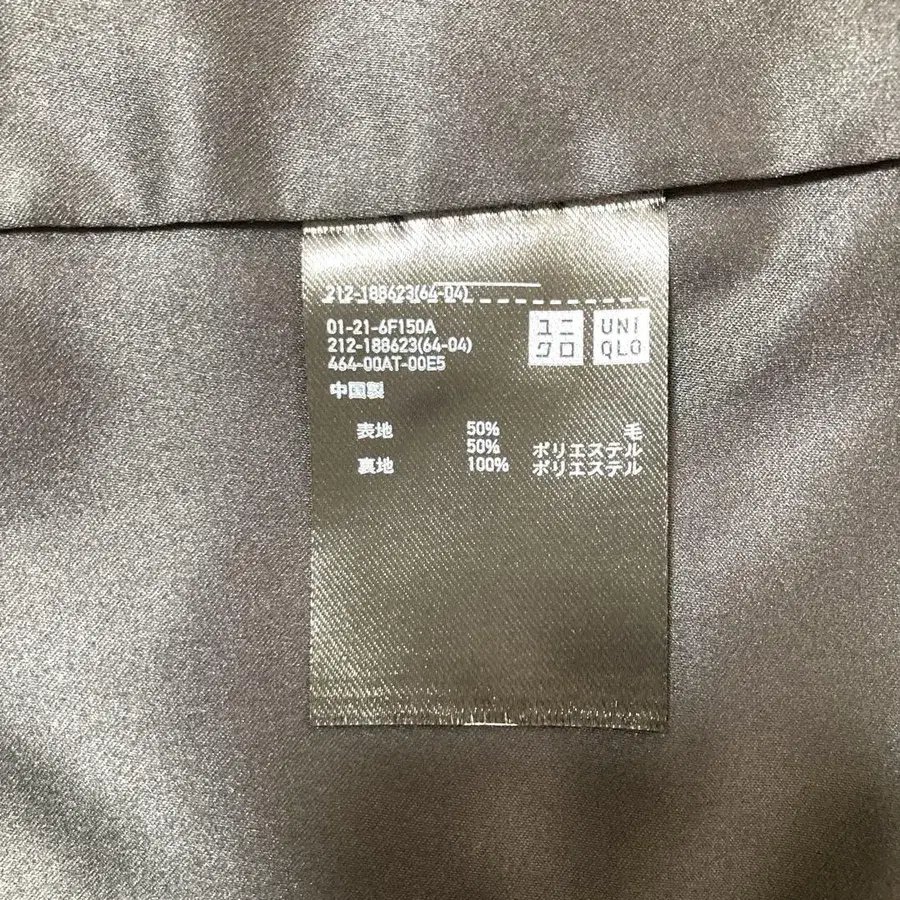 212-188623(64-04)
01-21-6F150A
212-188623(64-04)
464-00AT-00E5
中国製
ユニクロ
UNIQLO
表地 50% 毛
50% ポリエステル
裏地 100% ポリエステル